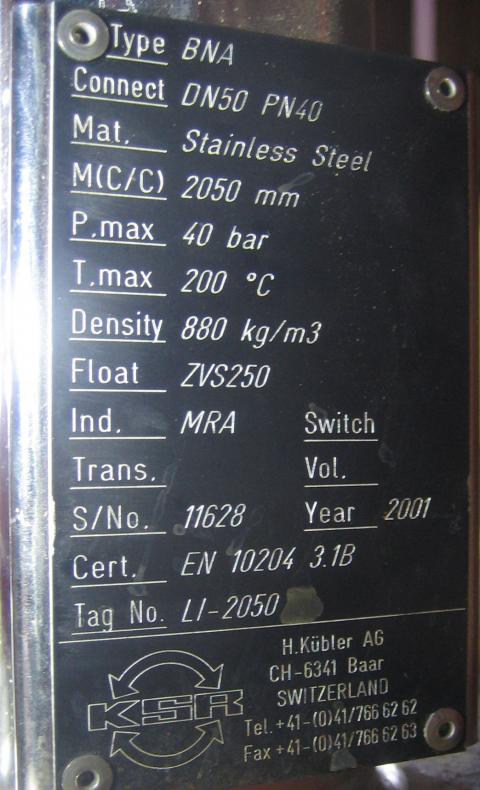 Type BNA
Connect DN50 PN40
Mat. Stainless Steel
M(C/C) 2050 mm
P.max 40 bar
T.max 200 °C
Density 880 kg/m3
Float ZVS250
Ind. MRA Switch
Trans. Vol.
S/No. 11628 Year 2001
Cert. EN 10204 3.1B
Tag No. LI-2050
H.Kübler AG
CH-6341 Baar
SWITZERLAND
KSR
Tel.+41-(0)41/766 62 62
Fax +41-(0)41/766 62 63